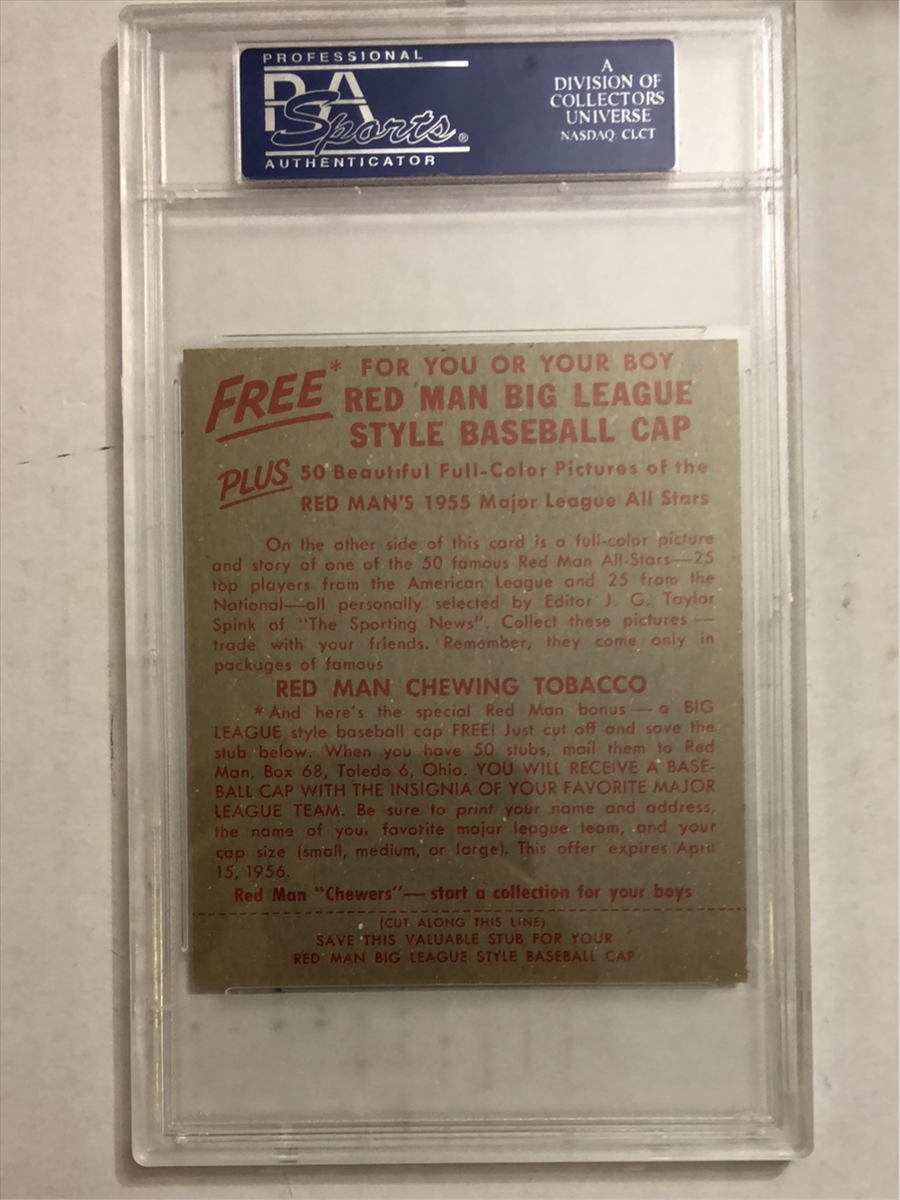 PROFESSIONAL
PSA
Sports®
AUTHENTICATOR
A
DIVISION OF
COLLECTORS
UNIVERSE
NASDAQ: CLCT
FREE* FOR YOU OR YOUR BOY
RED MAN BIG LEAGUE
STYLE BASEBALL CAP
PLUS 50 Beautiful Full-Color Pictures of the
RED MAN'S 1955 Major League All Stars
On the other side of this card is a full-color picture
and story of one of the 50 famous Red Man All-Stars—25
top players from the American League and 25 from the
National—all personally selected by Editor J. G. Taylor
Spink of "The Sporting News". Collect these pictures —
trade with your friends. Remember, they come only in
packages of famous
RED MAN CHEWING TOBACCO
*And here's the special Red Man bonus — a BIG
LEAGUE style baseball cap FREE! Just cut off and save the
stub below. When you have 50 stubs, mail them to Red
Man, Box 68, Toledo 6, Ohio. YOU WILL RECEIVE A BASE-
BALL CAP WITH THE INSIGNIA OF YOUR FAVORITE MAJOR
LEAGUE TEAM. Be sure to print your name and address,
the name of your favorite major league team, and your
cap size (small, medium, or large). This offer expires April
15, 1956.
Red Man "Chewers"—start a collection for your boys
(CUT ALONG THIS LINE)
SAVE THIS VALUABLE STUB FOR YOUR
RED MAN BIG LEAGUE STYLE BASEBALL CAP